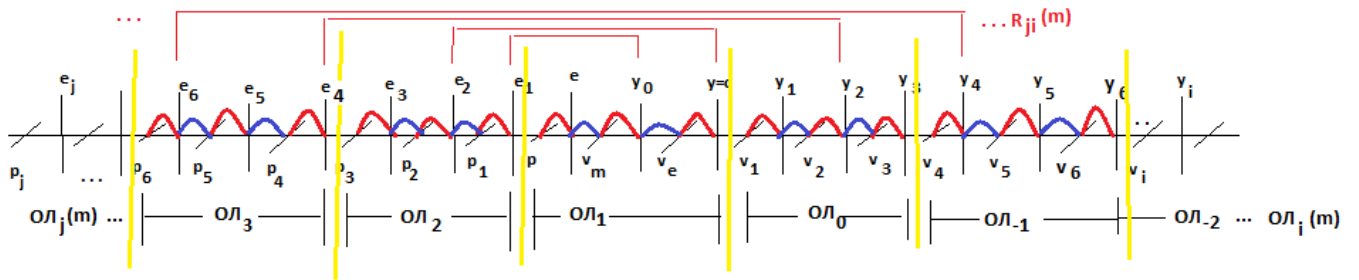 ... ... R_ji (m)
e_j e_6 e_5 e_4 e_3 e_2 e_1 e y_0 y=c y_1 y_2 y_3 y_4 y_5 y_6 y_i
..
p_j ... p_6 p_5 p_4 p_3 p_2 p_1 p v_m v_e v_1 v_2 v_3 v_4 v_5 v_6 v_i
ОЛ_j (m) ... ОЛ_3 ОЛ_2 ОЛ_1 ОЛ_0 ОЛ_-1 ОЛ_-2 ... ОЛ_i (m)